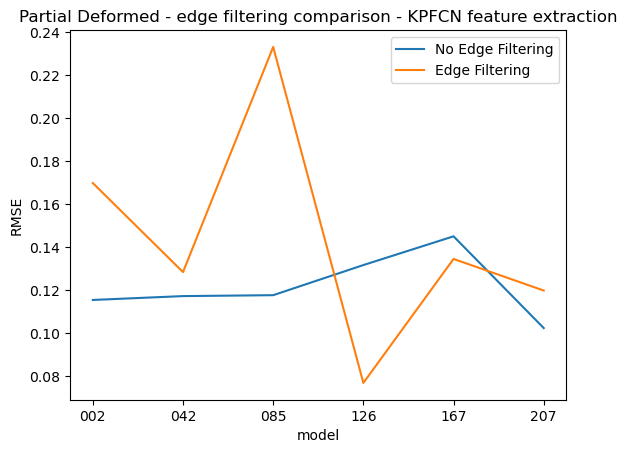 Partial Deformed - edge filtering comparison - KPFCN feature extraction
No Edge Filtering
Edge Filtering
RMSE
0.24
0.22
0.20
0.18
0.16
0.14
0.12
0.10
0.08
002 042 085 126 167 207
model